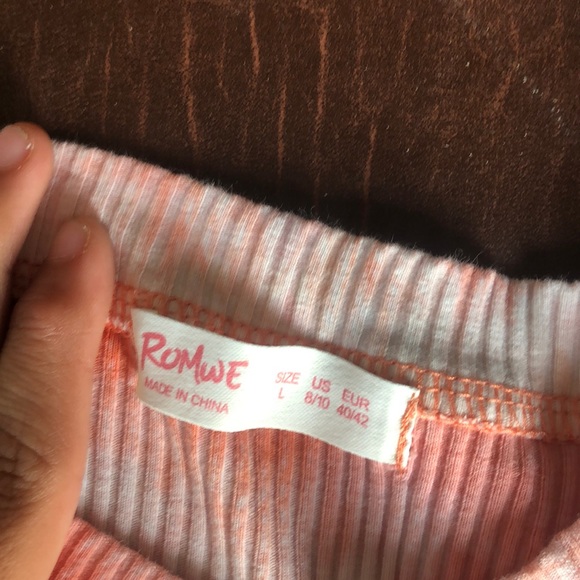 ROMWE
MADE IN CHINA
SIZE US EUR
L 8/10 40/42